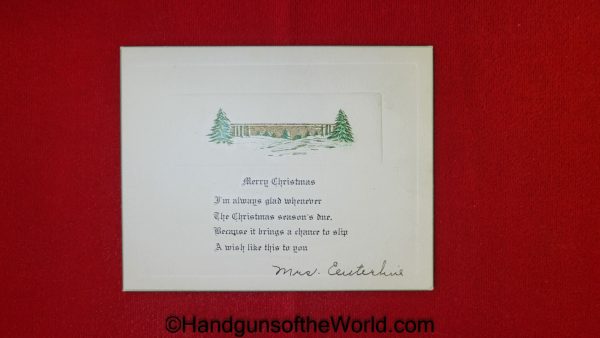 Merry Christmas
I'm always glad whenever
The Christmas season's due,
Because it brings a chance to slip
A wish like this to you
Mrs.
©HandgunsoftheWorld.com